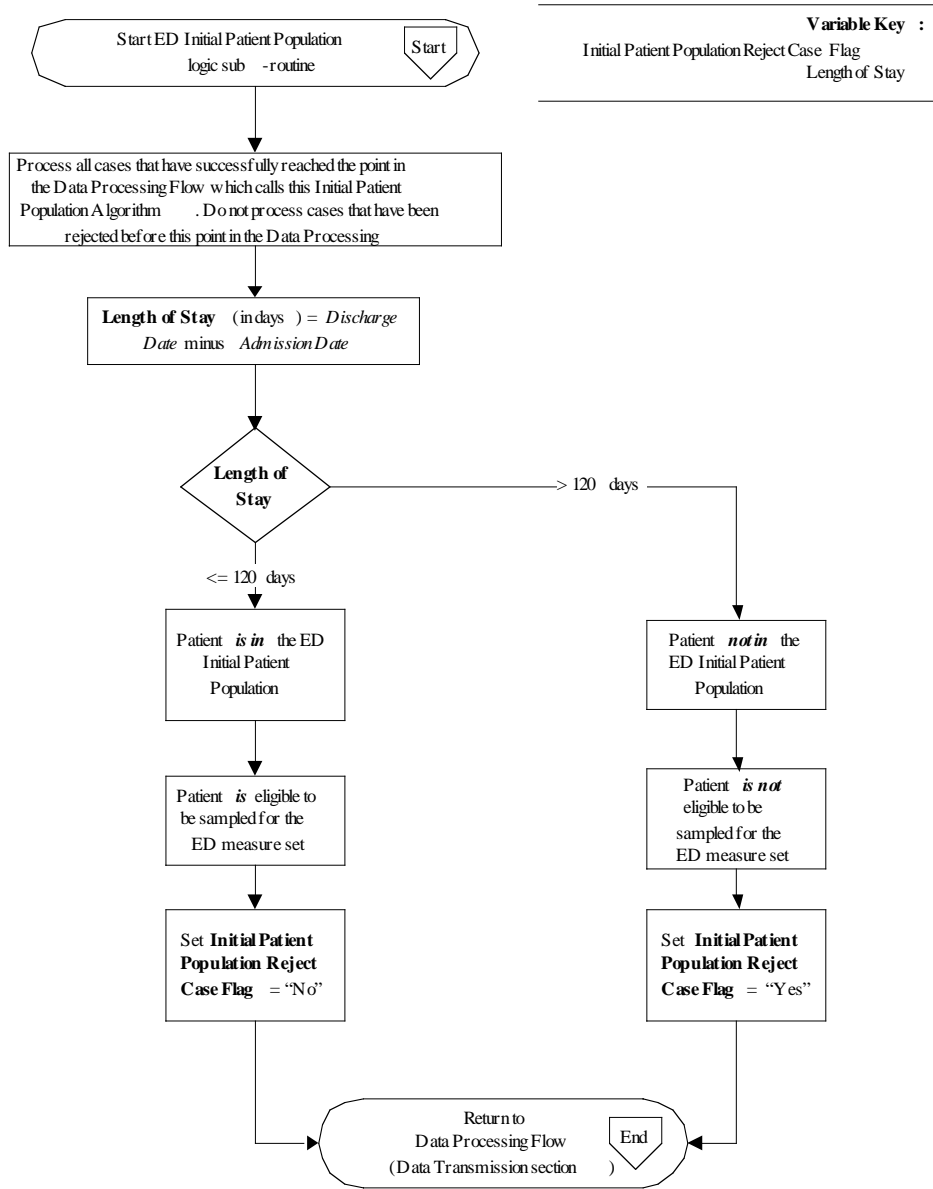 Start ED Initial Patient Population
logic sub -routine
Start
Variable Key :
Initial Patient Population Reject Case Flag
Length of Stay
Process all cases that have successfully reached the point in
the Data Processing Flow which calls this Initial Patient
Population Algorithm . Do not process cases that have been
rejected before this point in the Data Processing
Length of Stay (in days ) = Discharge
Date minus Admission Date
Length of
Stay
> 120 days
<= 120 days
Patient is in the ED
Initial Patient
Population
Patient not in the
ED Initial Patient
Population
Patient is eligible to
be sampled for the
ED measure set
Patient is not
eligible to be
sampled for the
ED measure set
Set Initial Patient
Population Reject
Case Flag = “No”
Set Initial Patient
Population Reject
Case Flag = “Yes”
Return to
Data Processing Flow
(Data Transmission section )
End